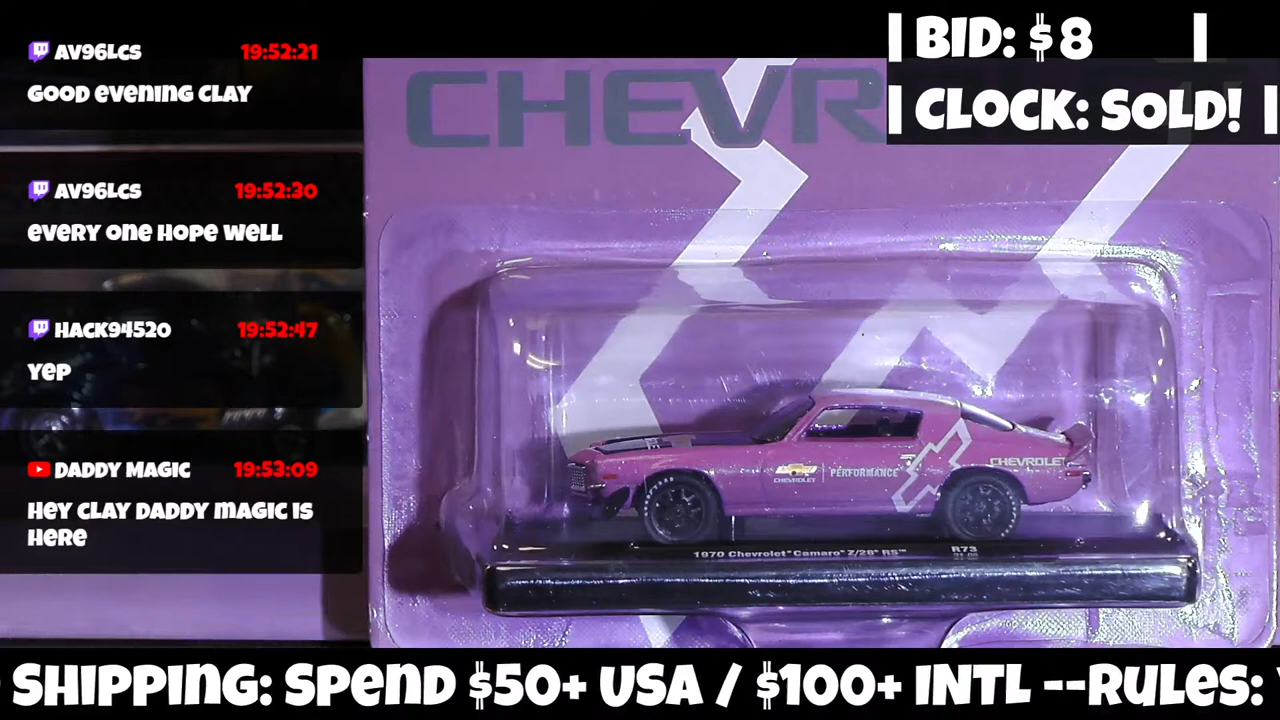 AV96LCS 19:52:21
GOOD EVENING CLAY
AV96LCS 19:52:30
EVERY ONE HOPE WELL
HACK94520 19:52:47
YEP
DADDY MAGIC 19:53:09
HEY CLAY DADDY MAGIC IS
HERE
| BID: $8 |
| CLOCK: SOLD! |
CHEVR
CHEVROLET
PERFORMANCE
CHEVROLET
1970 Chevrolet Camaro Z/28 RS™ R73
SHIPPING: SPEND $50+ USA / $100+ INTL --RULES: